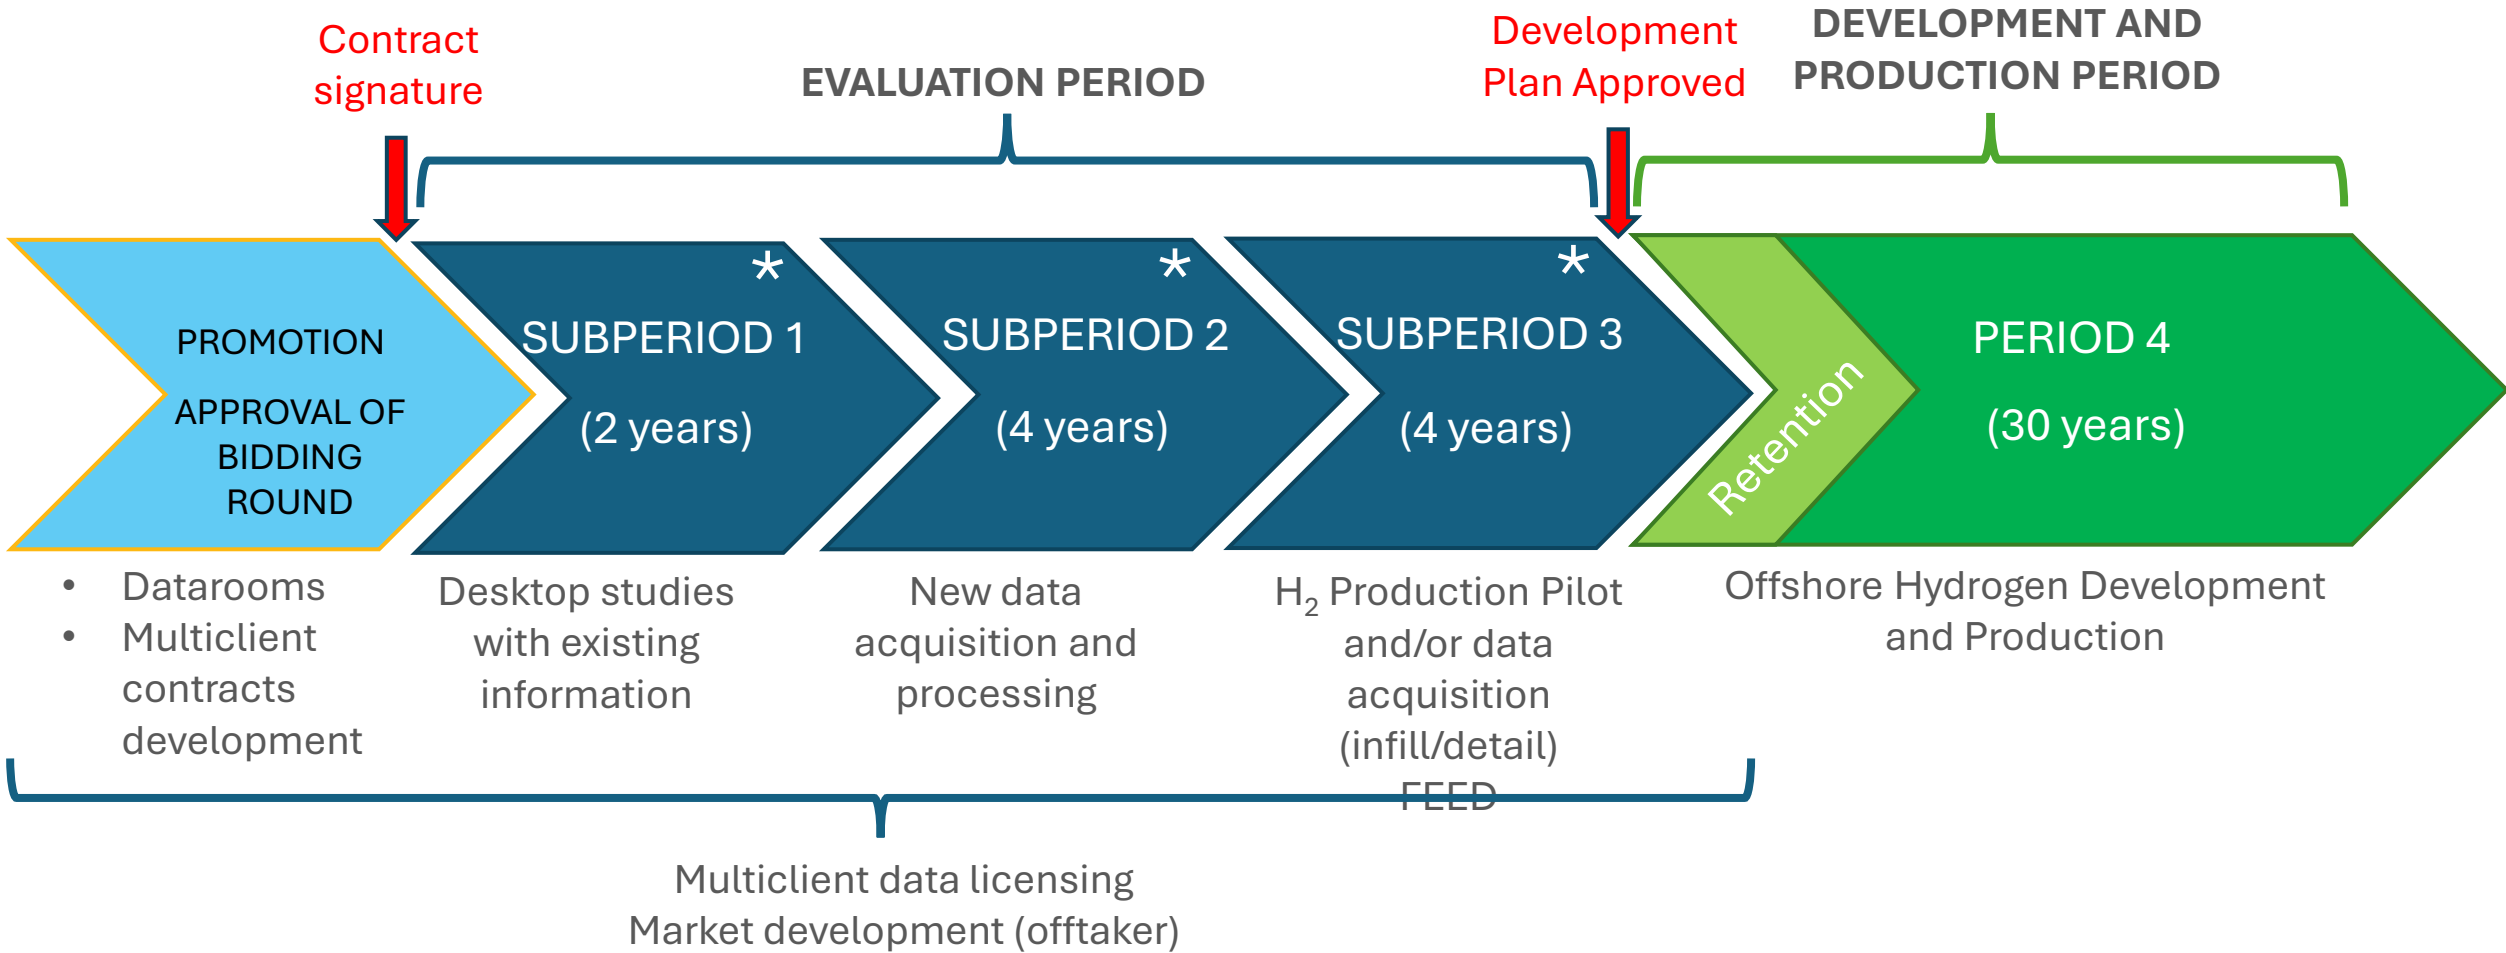 Contract
signature
EVALUATION PERIOD
Development
Plan Approved
DEVELOPMENT AND
PRODUCTION PERIOD
PROMOTION
APPROVAL OF
BIDDING
ROUND
*
SUBPERIOD 1
(2 years)
*
SUBPERIOD 2
(4 years)
*
SUBPERIOD 3
(4 years)
Retention
PERIOD 4
(30 years)
• Datarooms
• Multiclient
contracts
development
Desktop studies
with existing
information
New data
acquisition and
processing
H₂ Production Pilot
and/or data
acquisition
(infill/detail)
FEED
Offshore Hydrogen Development
and Production
Multiclient data licensing
Market development (offtaker)